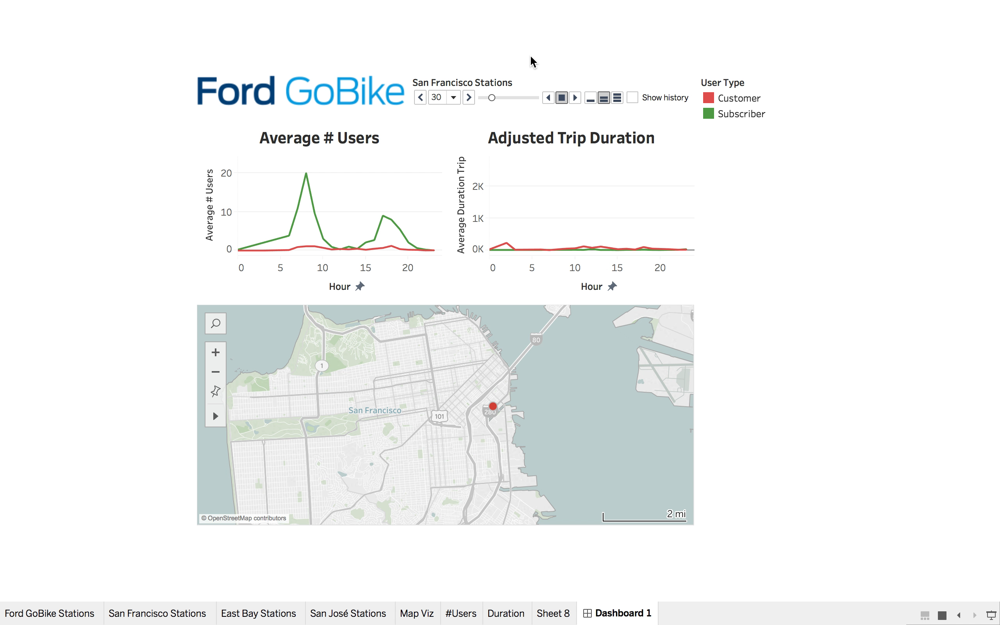 Ford GoBike
San Francisco Stations
30
Show history
User Type
Customer
Subscriber
Average # Users
Average # Users
20
10
0
0 5 10 15 20
Hour
Adjusted Trip Duration
Average Duration Trip
2K
1K
0K
0 5 10 15 20
Hour
80
1
San Francisco
101
280
© OpenStreetMap contributors
2 mi
Ford GoBike Stations San Francisco Stations East Bay Stations San José Stations Map Viz #Users Duration Sheet 8 Dashboard 1